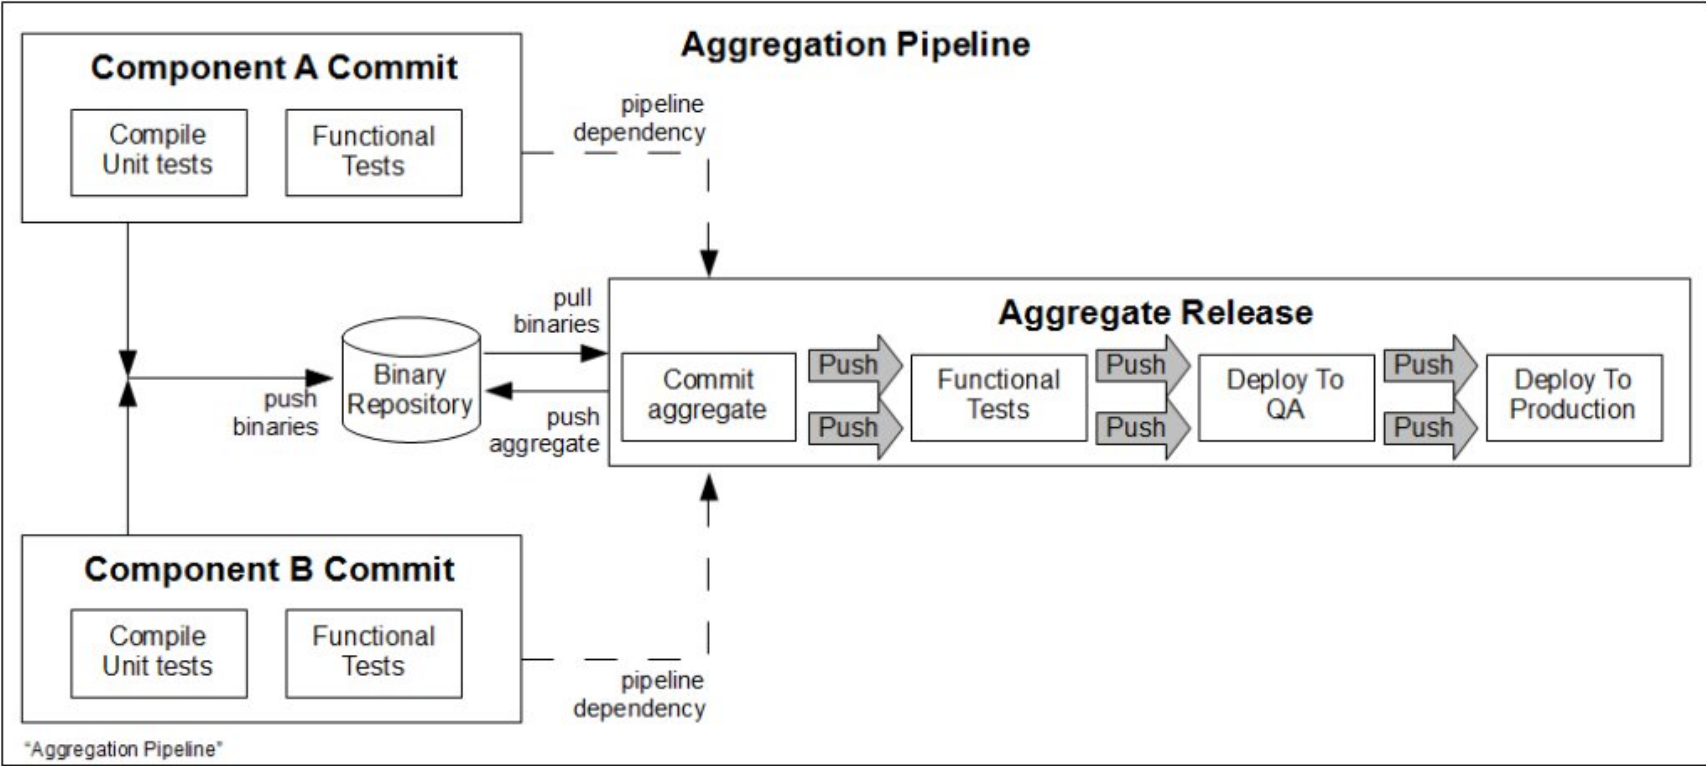 Aggregation Pipeline
Component A Commit
Compile
Unit tests
Functional
Tests
pipeline
dependency
pull
binaries
Aggregate Release
Binary
Repository
push
binaries
push
aggregate
Commit
aggregate
Push
Push
Functional
Tests
Push
Push
Deploy To
QA
Push
Push
Deploy To
Production
Component B Commit
Compile
Unit tests
Functional
Tests
pipeline
dependency
“Aggregation Pipeline”